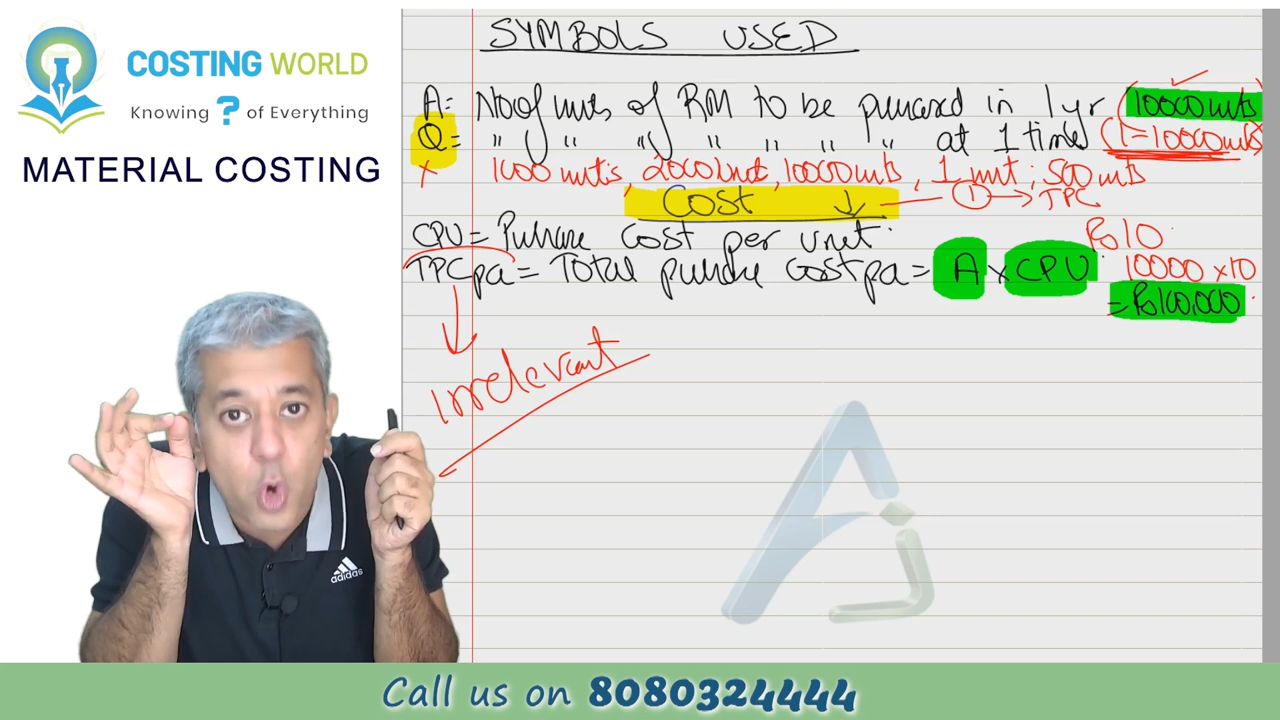 COSTING WORLD
Knowing ? of Everything
MATERIAL COSTING
SYMBOLS USED
A = No of units of RM to be purchased in 1 yr 10000 units
Q = " " " " " " " at 1 time (1-10000 units)
x 1000 units, 2000 unit, 10000 units, 1 unit, 500 units
Cost ↓ ① → TPC
CPU = Purchase Cost per unit. Rs 10
TPC pa = Total purchase cost pa = A x CPU. 10000 x 10
= Rs 100,000.
Irrelevant
adidas
Call us on 8080324444